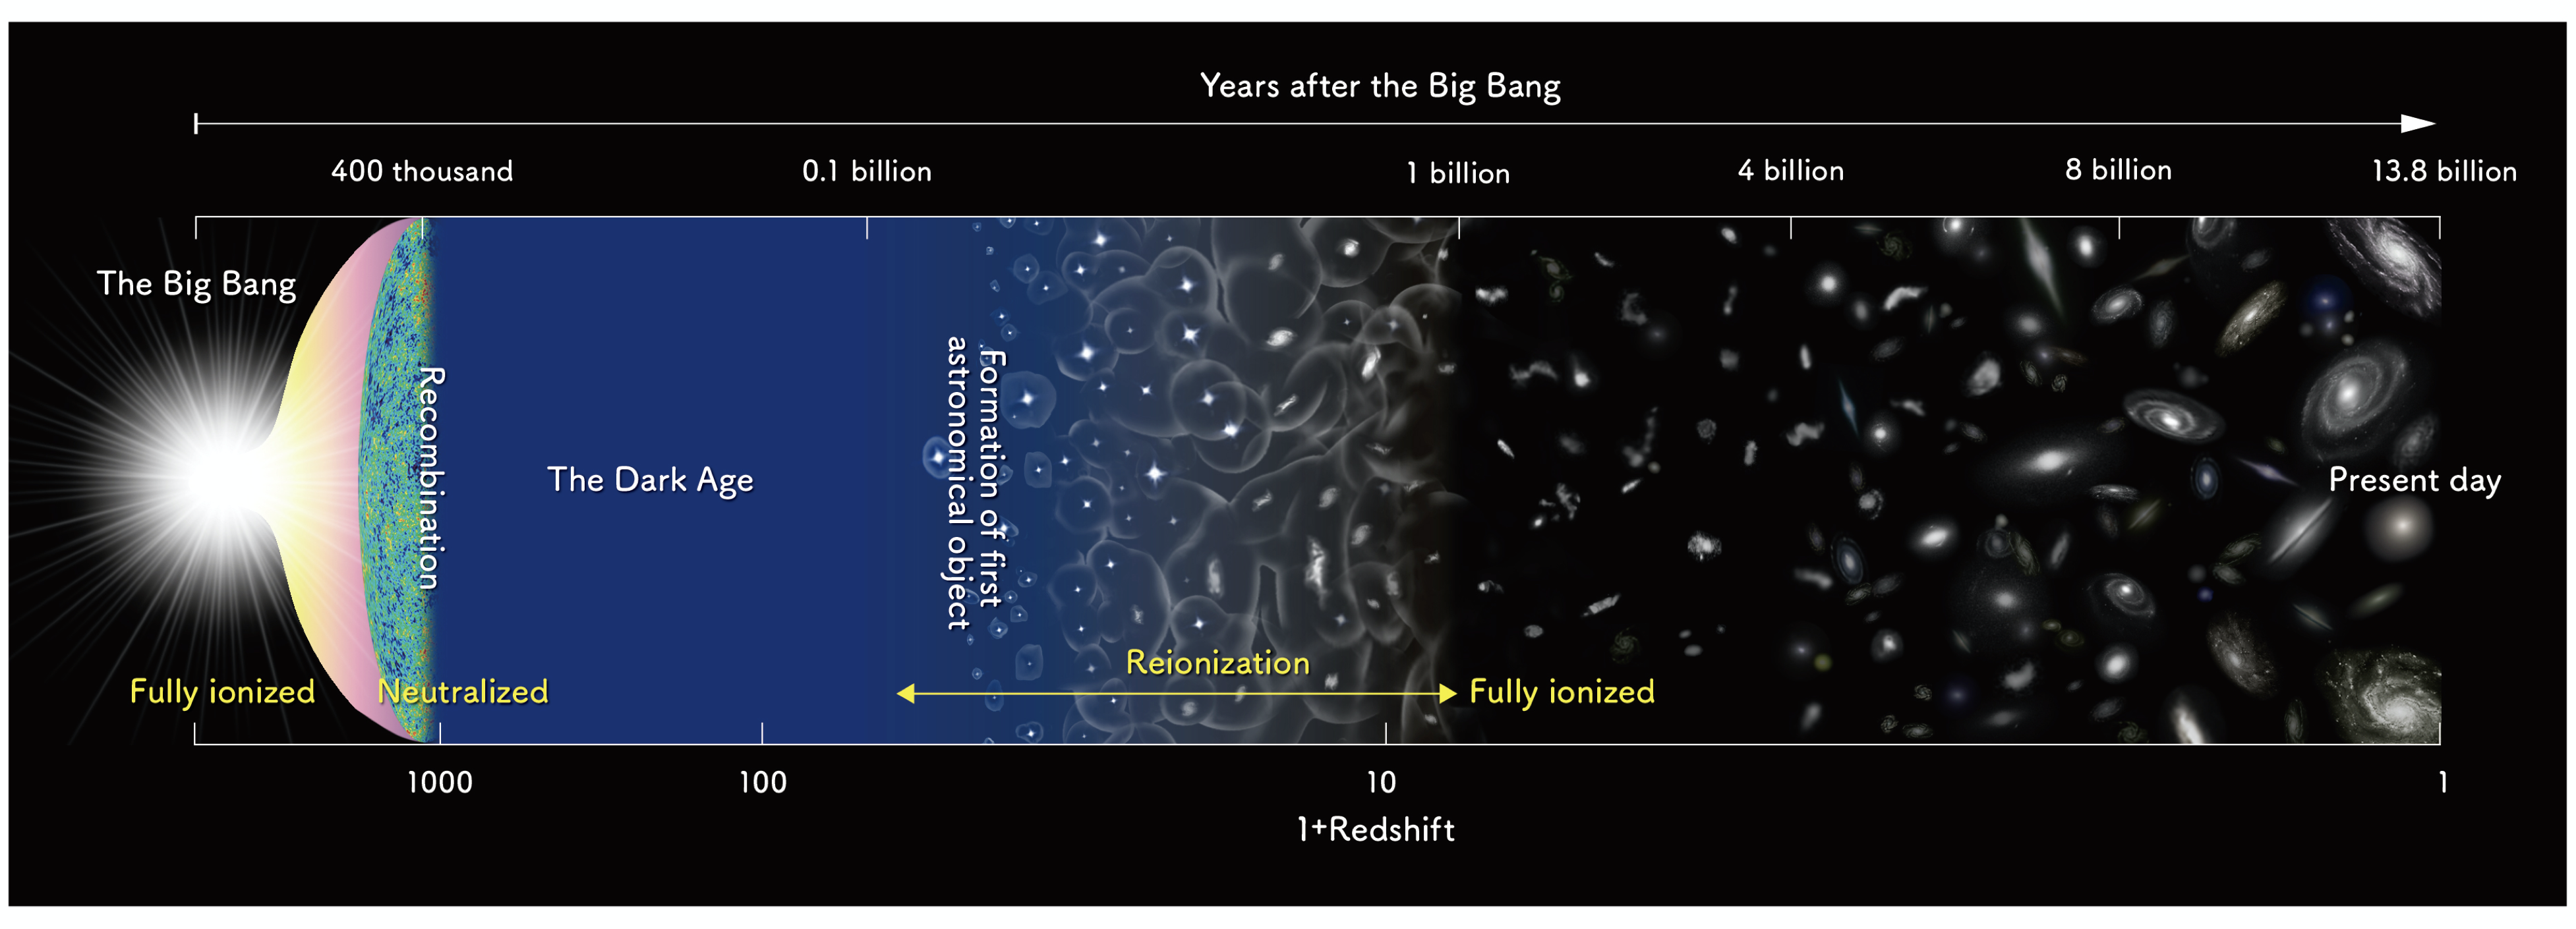 Years after the Big Bang
400 thousand
0.1 billion
1 billion
4 billion
8 billion
13.8 billion
The Big Bang
Recombination
The Dark Age
Formation of first
astronomical object
Present day
Fully ionized
Neutralized
Reionization
Fully ionized
1000
100
10
1
1+Redshift